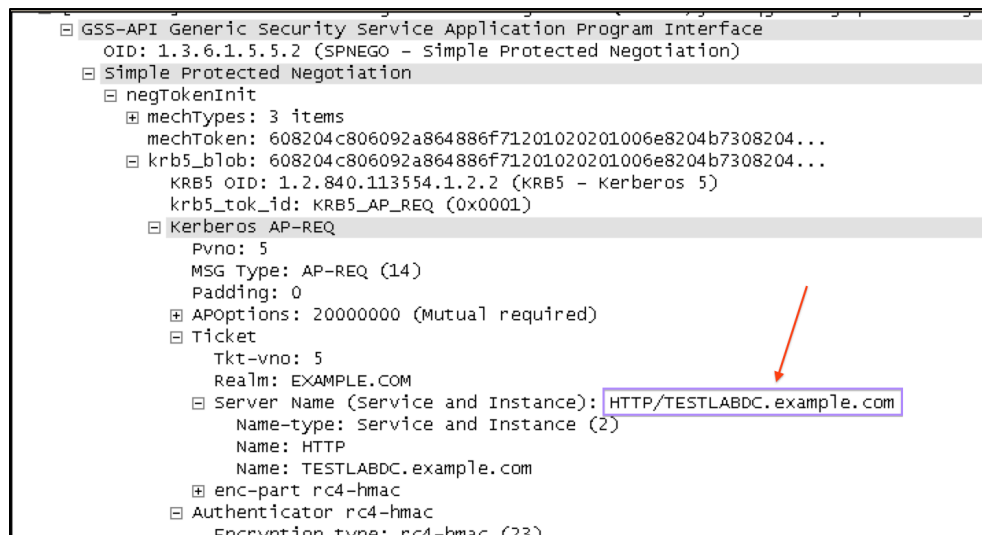 GSS-API Generic Security Service Application Program Interface
OID: 1.3.6.1.5.5.2 (SPNEGO - Simple Protected Negotiation)
Simple Protected Negotiation
negTokenInit
mechTypes: 3 items
mechToken: 608204c806092a864886f71201020201006e8204b7308204...
krb5_blob: 608204c806092a864886f71201020201006e8204b7308204...
KRB5 OID: 1.2.840.113554.1.2.2 (KRB5 - Kerberos 5)
krb5_tok_id: KRB5_AP_REQ (0x0001)
Kerberos AP-REQ
Pvno: 5
MSG Type: AP-REQ (14)
Padding: 0
APOptions: 20000000 (Mutual required)
Ticket
Tkt-vno: 5
Realm: EXAMPLE.COM
Server Name (Service and Instance): HTTP/TESTLABDC.example.com
Name-type: Service and Instance (2)
Name: HTTP
Name: TESTLABDC.example.com
enc-part rc4-hmac
Authenticator rc4-hmac
Encryption type: rc4-hmac (23)